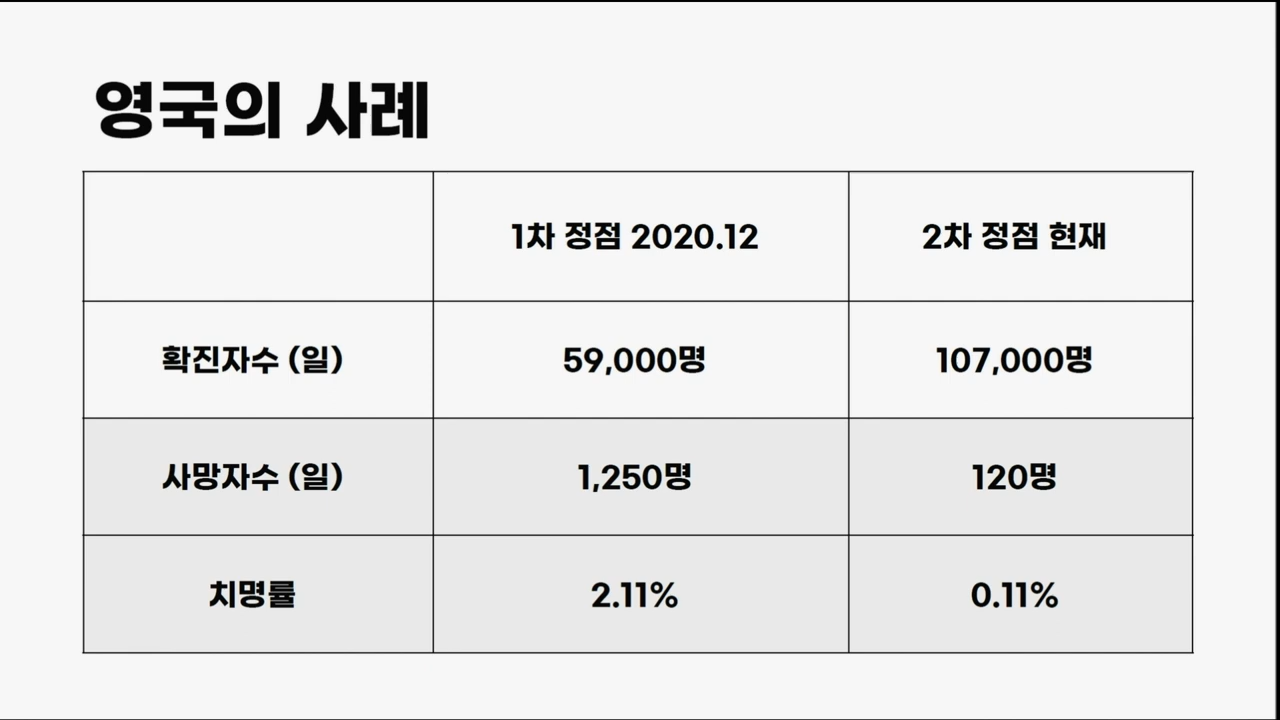 영국의 사례
1차 정점 2020.12
2차 정점 현재
확진자수 (일)
59,000명
107,000명
사망자수 (일)
1,250명
120명
치명률
2.11%
0.11%